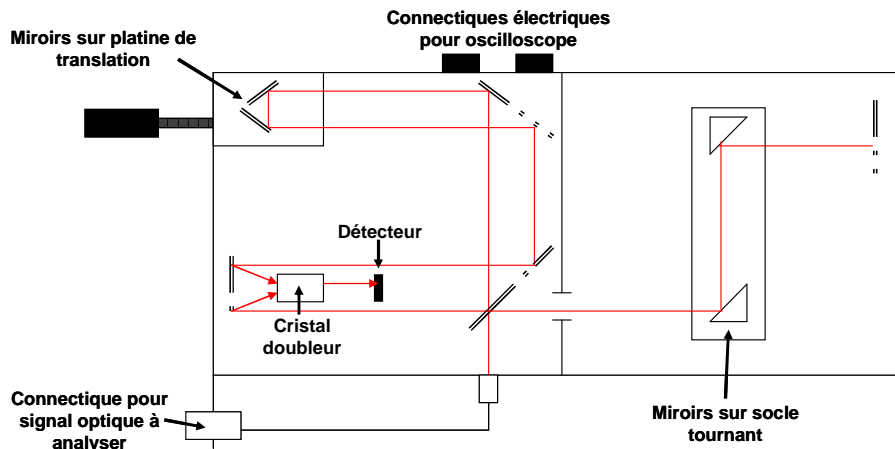 Connectiques électriques
pour oscilloscope
Miroirs sur platine de
translation
Détecteur
Cristal
doubleur
Connectique pour
signal optique à
analyser
Miroirs sur socle
tournant